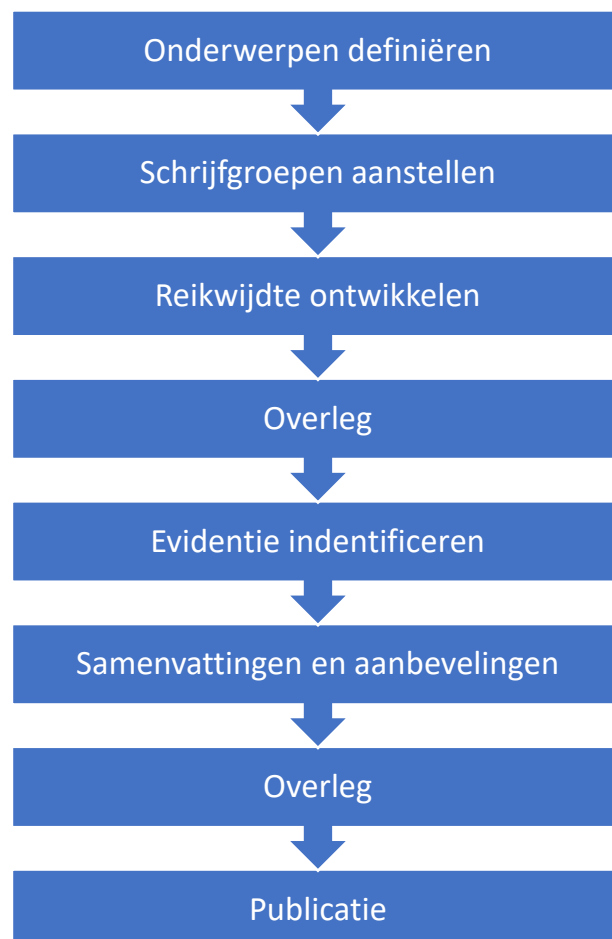 Onderwerpen definiëren
Schrijfgroepen aanstellen
Reikwijdte ontwikkelen
Overleg
Evidentie indentificeren
Samenvattingen en aanbevelingen
Overleg
Publicatie